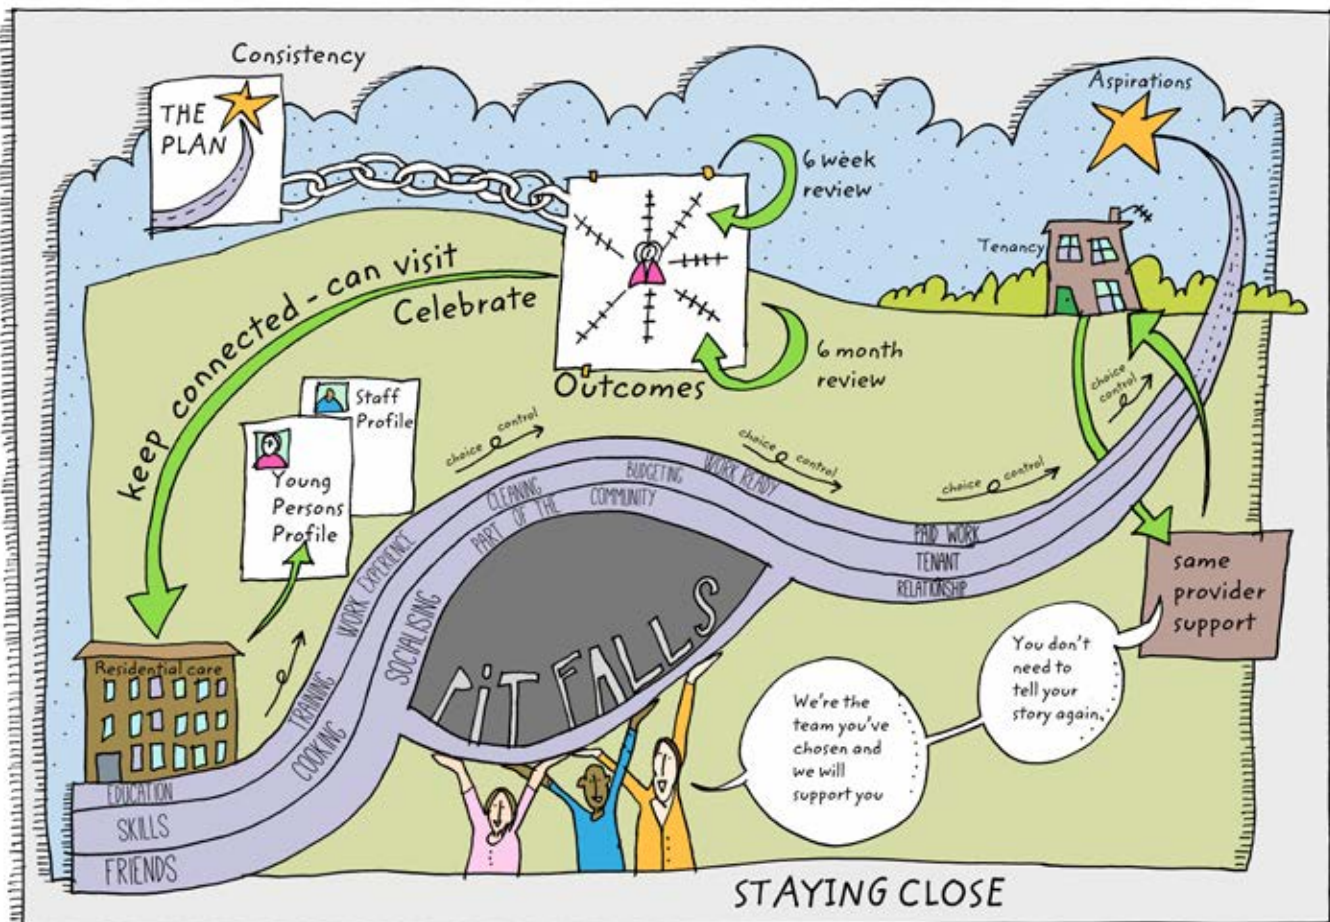 Consistency
THE
PLAN
Aspirations
6 week
review
Tenancy
keep connected - can visit
Celebrate
Outcomes
6 month
review
Staff
Profile
Young
Persons
Profile
choice control
choice control
choice control
choice control
Residential care
EDUCATION
SKILLS
FRIENDS
TRAINING
COOKING
WORK EXPERIENCE
SOCIALISING
CLEANING
PART OF THE COMMUNITY
BUDGETING
WORK READY
PAID WORK
TENANT
RELATIONSHIP
PiTFALLS
same
provider
support
You don't
need to
tell your
story again.
We're the
team you've
chosen and
we will
support you
STAYING CLOSE